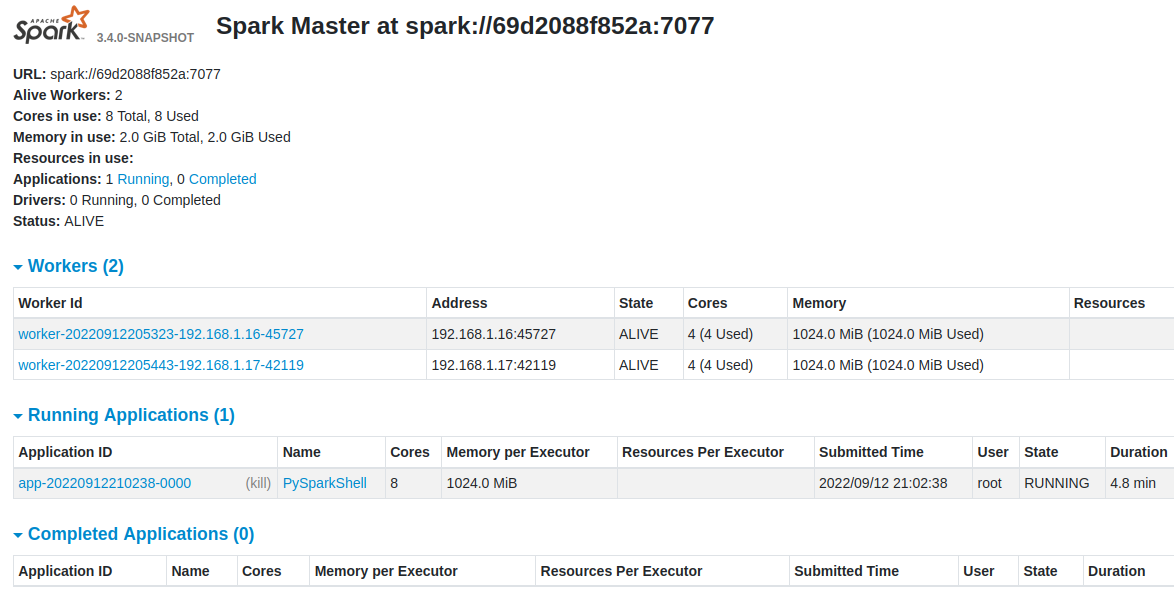 APACHE
Spark 3.4.0-SNAPSHOT Spark Master at spark://69d2088f852a:7077
URL: spark://69d2088f852a:7077
Alive Workers: 2
Cores in use: 8 Total, 8 Used
Memory in use: 2.0 GiB Total, 2.0 GiB Used
Resources in use:
Applications: 1 Running, 0 Completed
Drivers: 0 Running, 0 Completed
Status: ALIVE
Workers (2)
Worker Id Address State Cores Memory Resources
worker-20220912205323-192.168.1.16-45727 192.168.1.16:45727 ALIVE 4 (4 Used) 1024.0 MiB (1024.0 MiB Used)
worker-20220912205443-192.168.1.17-42119 192.168.1.17:42119 ALIVE 4 (4 Used) 1024.0 MiB (1024.0 MiB Used)
Running Applications (1)
Application ID Name Cores Memory per Executor Resources Per Executor Submitted Time User State Duration
app-20220912210238-0000 (kill) PySparkShell 8 1024.0 MiB 2022/09/12 21:02:38 root RUNNING 4.8 min
Completed Applications (0)
Application ID Name Cores Memory per Executor Resources Per Executor Submitted Time User State Duration